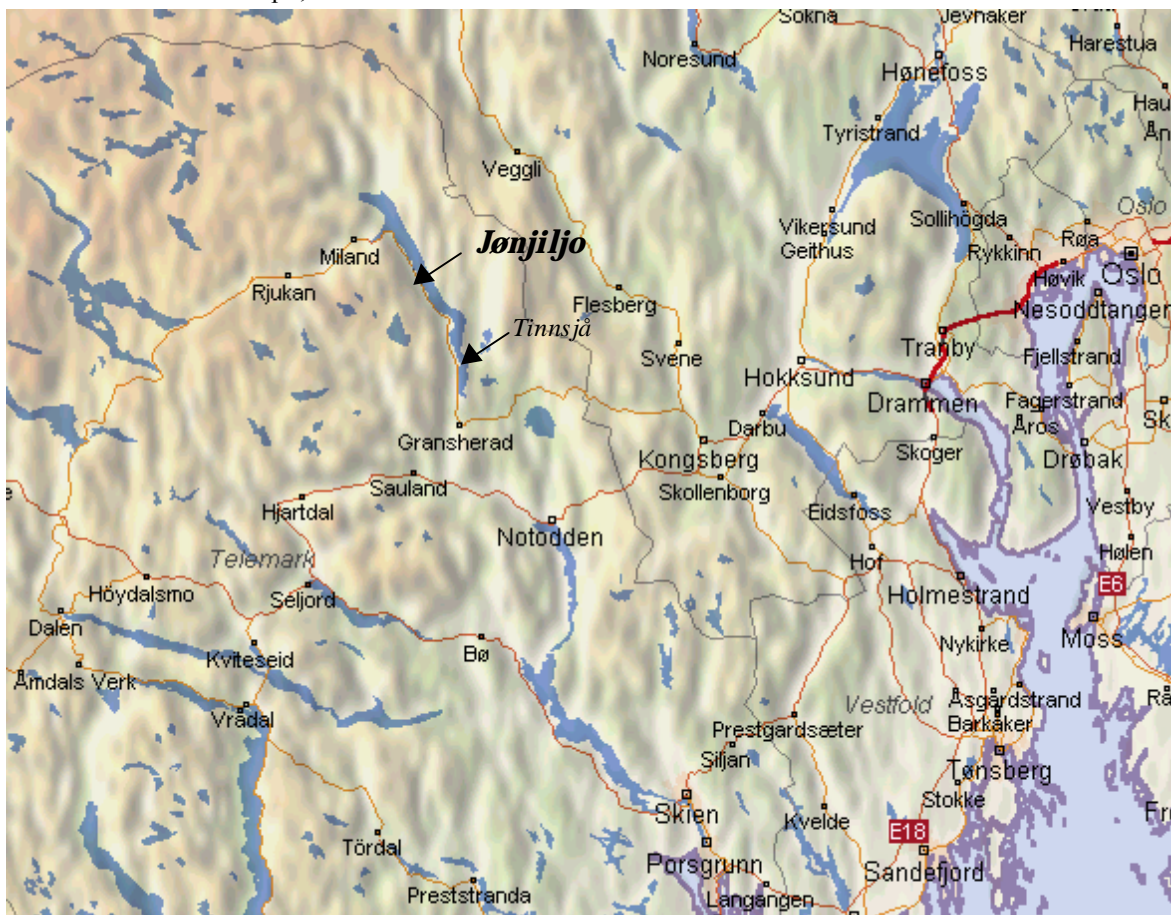 Sokna
Jevnaker
Harestua
Noresund
Hønefoss
Hau
Ån
Tyristrand
Veggli
Vikersund
Geithus
Sollihögda
Oslo
Rykkinn
Røa
Miland
Jønjiljo
Høvik
Oslo
Rjukan
Flesberg
Nesoddtangen
Tinnsjå
Svene
Tranby
Fjellstrand
Hokksund
Drammen
Fagerstrand
Åros
Sk
Gransherad
Darbu
Skoger
Kongsberg
Drøbak
Sauland
Skollenborg
Hjartdal
Eidsfoss
Vestby
Notodden
Telemark
Hof
Hølen
E6
Höydalsmo
Seljord
Holmestrand
Dalen
Moss
Kviteseid
Bø
Nykirke
Åmdals Verk
Rå
Vrådal
Vestfold
Åsgårdstrand
Barkåker
Prestgardsæter
Siljan
Tønsberg
Stokke
Skien
Kvelde
Fr
E18
Tördal
Porsgrunn
Sandefjord
Preststranda
Langangen